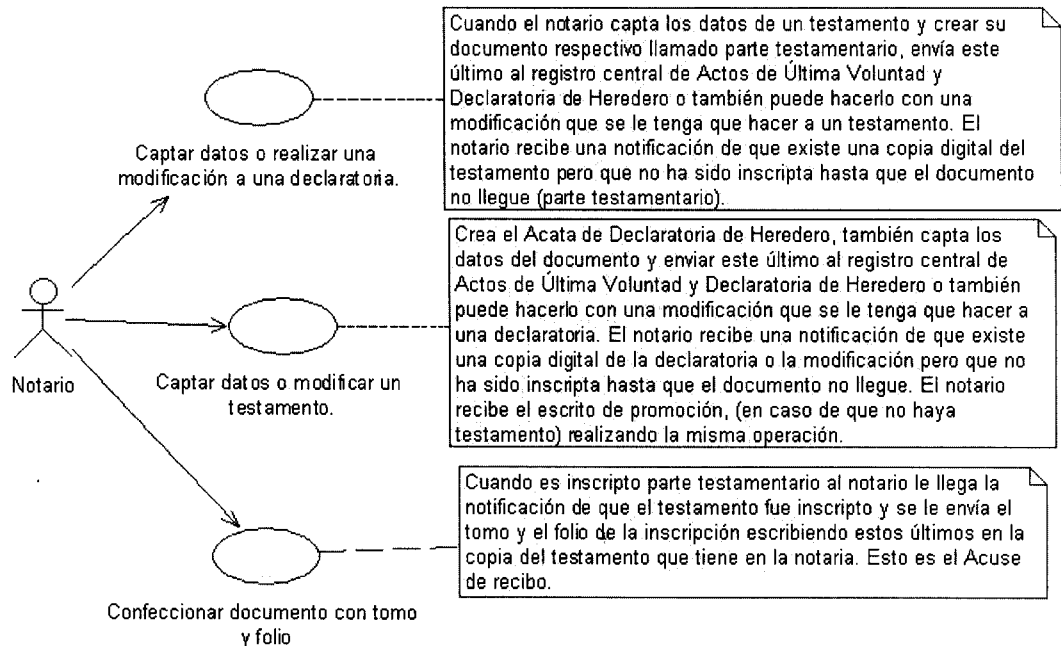 Cuando el notario capta los datos de un testamento y crear su
documento respectivo llamado parte testamentario, envía este
último al registro central de Actos de Última Voluntad y
Declaratoria de Heredero o también puede hacerlo con una
modificación que se le tenga que hacer a un testamento. El
notario recibe una notificación de que existe una copia digital del
testamento pero que no ha sido inscripta hasta que el documento
no llegue (parte testamentario).
Captar datos o realizar una
modificación a una declaratoria.
Crea el Acata de Declaratoria de Heredero, también capta los
datos del documento y enviar este último al registro central de
Actos de Última Voluntad y Declaratoria de Heredero o también
puede hacerlo con una modificación que se le tenga que hacer a
una declaratoria. El notario recibe una notificación de que existe
una copia digital de la declaratoria o la modificación pero que no
ha sido inscripta hasta que el documento no llegue. El notario
recibe el escrito de promoción, (en caso de que no haya
testamento) realizando la misma operación.
Notario
Captar datos o modificar un
testamento.
Cuando es inscripto parte testamentario al notario le llega la
notificación de que el testamento fue inscripto y se le envía el
tomo y el folio de la inscripción escribiendo estos últimos en la
copia del testamento que tiene en la notaria. Esto es el Acuse
de recibo.
Confeccionar documento con tomo
y folio